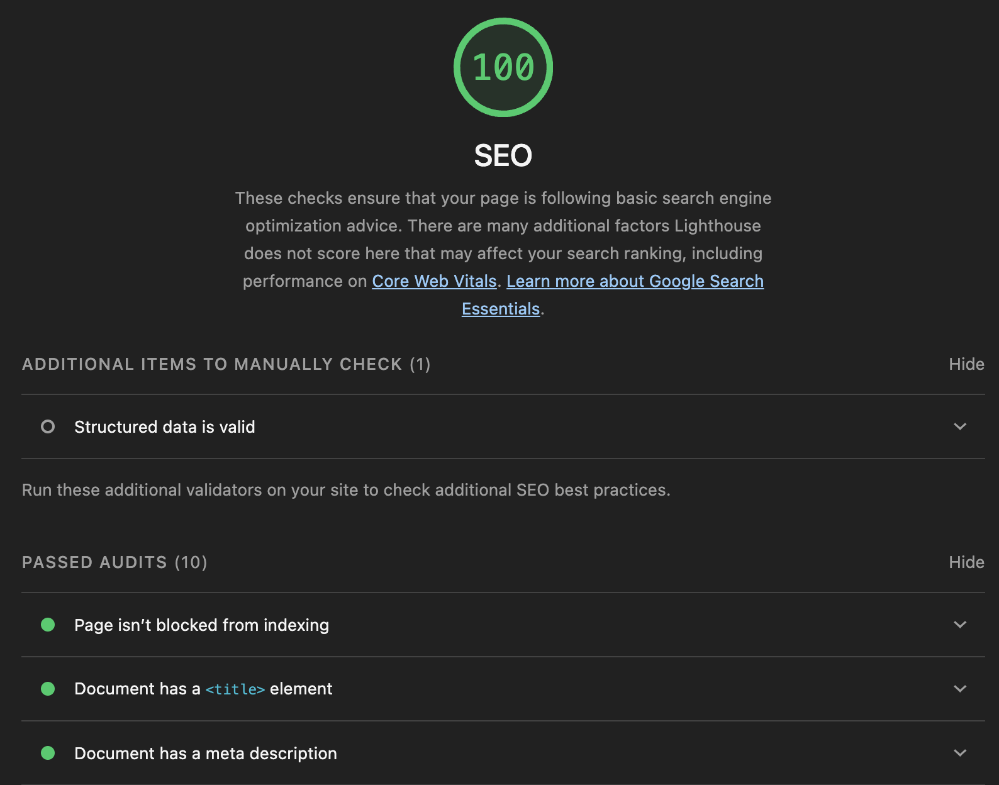 100
SEO
These checks ensure that your page is following basic search engine
optimization advice. There are many additional factors Lighthouse
does not score here that may affect your search ranking, including
performance on Core Web Vitals. Learn more about Google Search
Essentials.
ADDITIONAL ITEMS TO MANUALLY CHECK (1) Hide
Structured data is valid
Run these additional validators on your site to check additional SEO best practices.
PASSED AUDITS (10) Hide
Page isn’t blocked from indexing
Document has a <title> element
Document has a meta description